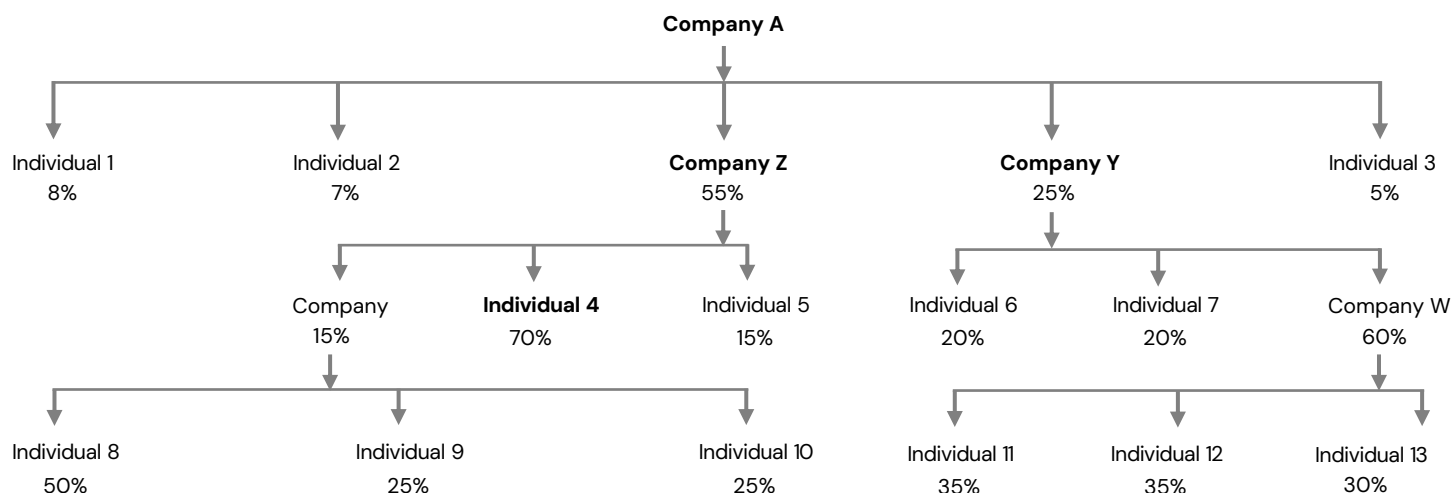 Company A
Individual 1
8%
Individual 2
7%
Company Z
55%
Company Y
25%
Individual 3
5%
Company
15%
Individual 4
70%
Individual 5
15%
Individual 6
20%
Individual 7
20%
Company W
60%
Individual 8
50%
Individual 9
25%
Individual 10
25%
Individual 11
35%
Individual 12
35%
Individual 13
30%